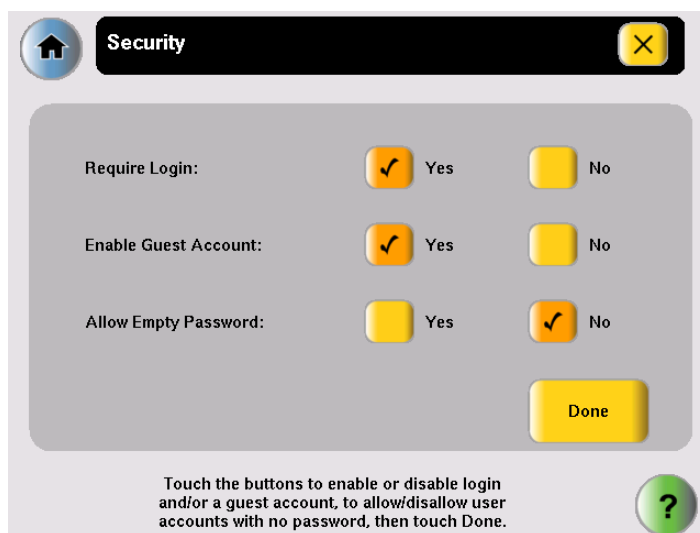 Security
Require Login: Yes No
Enable Guest Account: Yes No
Allow Empty Password: Yes No
Done
Touch the buttons to enable or disable login
and/or a guest account, to allow/disallow user
accounts with no password, then touch Done.
?